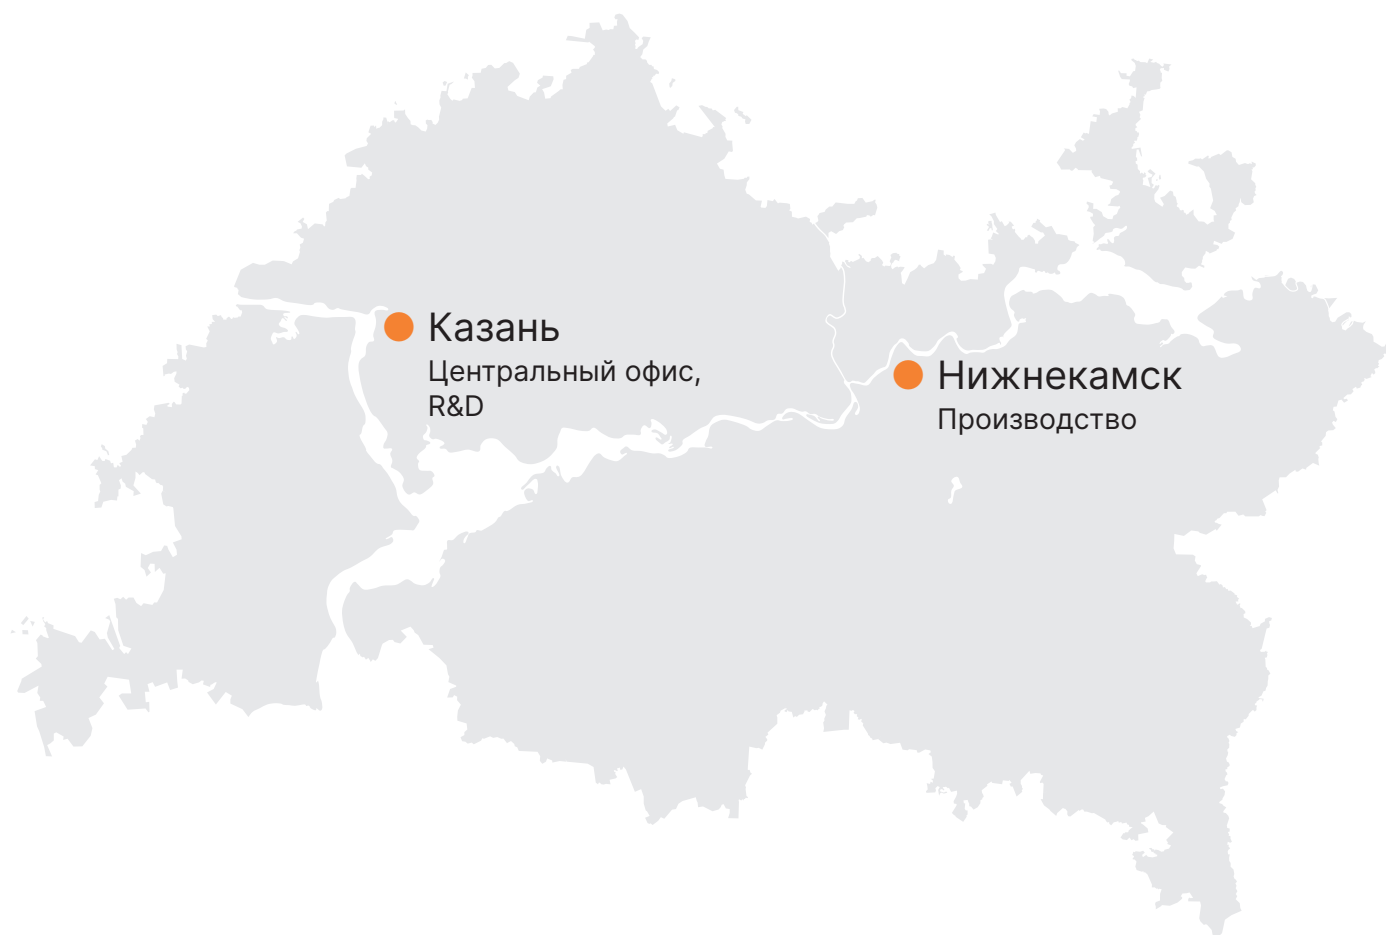 Казань
Центральный офис,
R&D
Нижнекамск
Производство